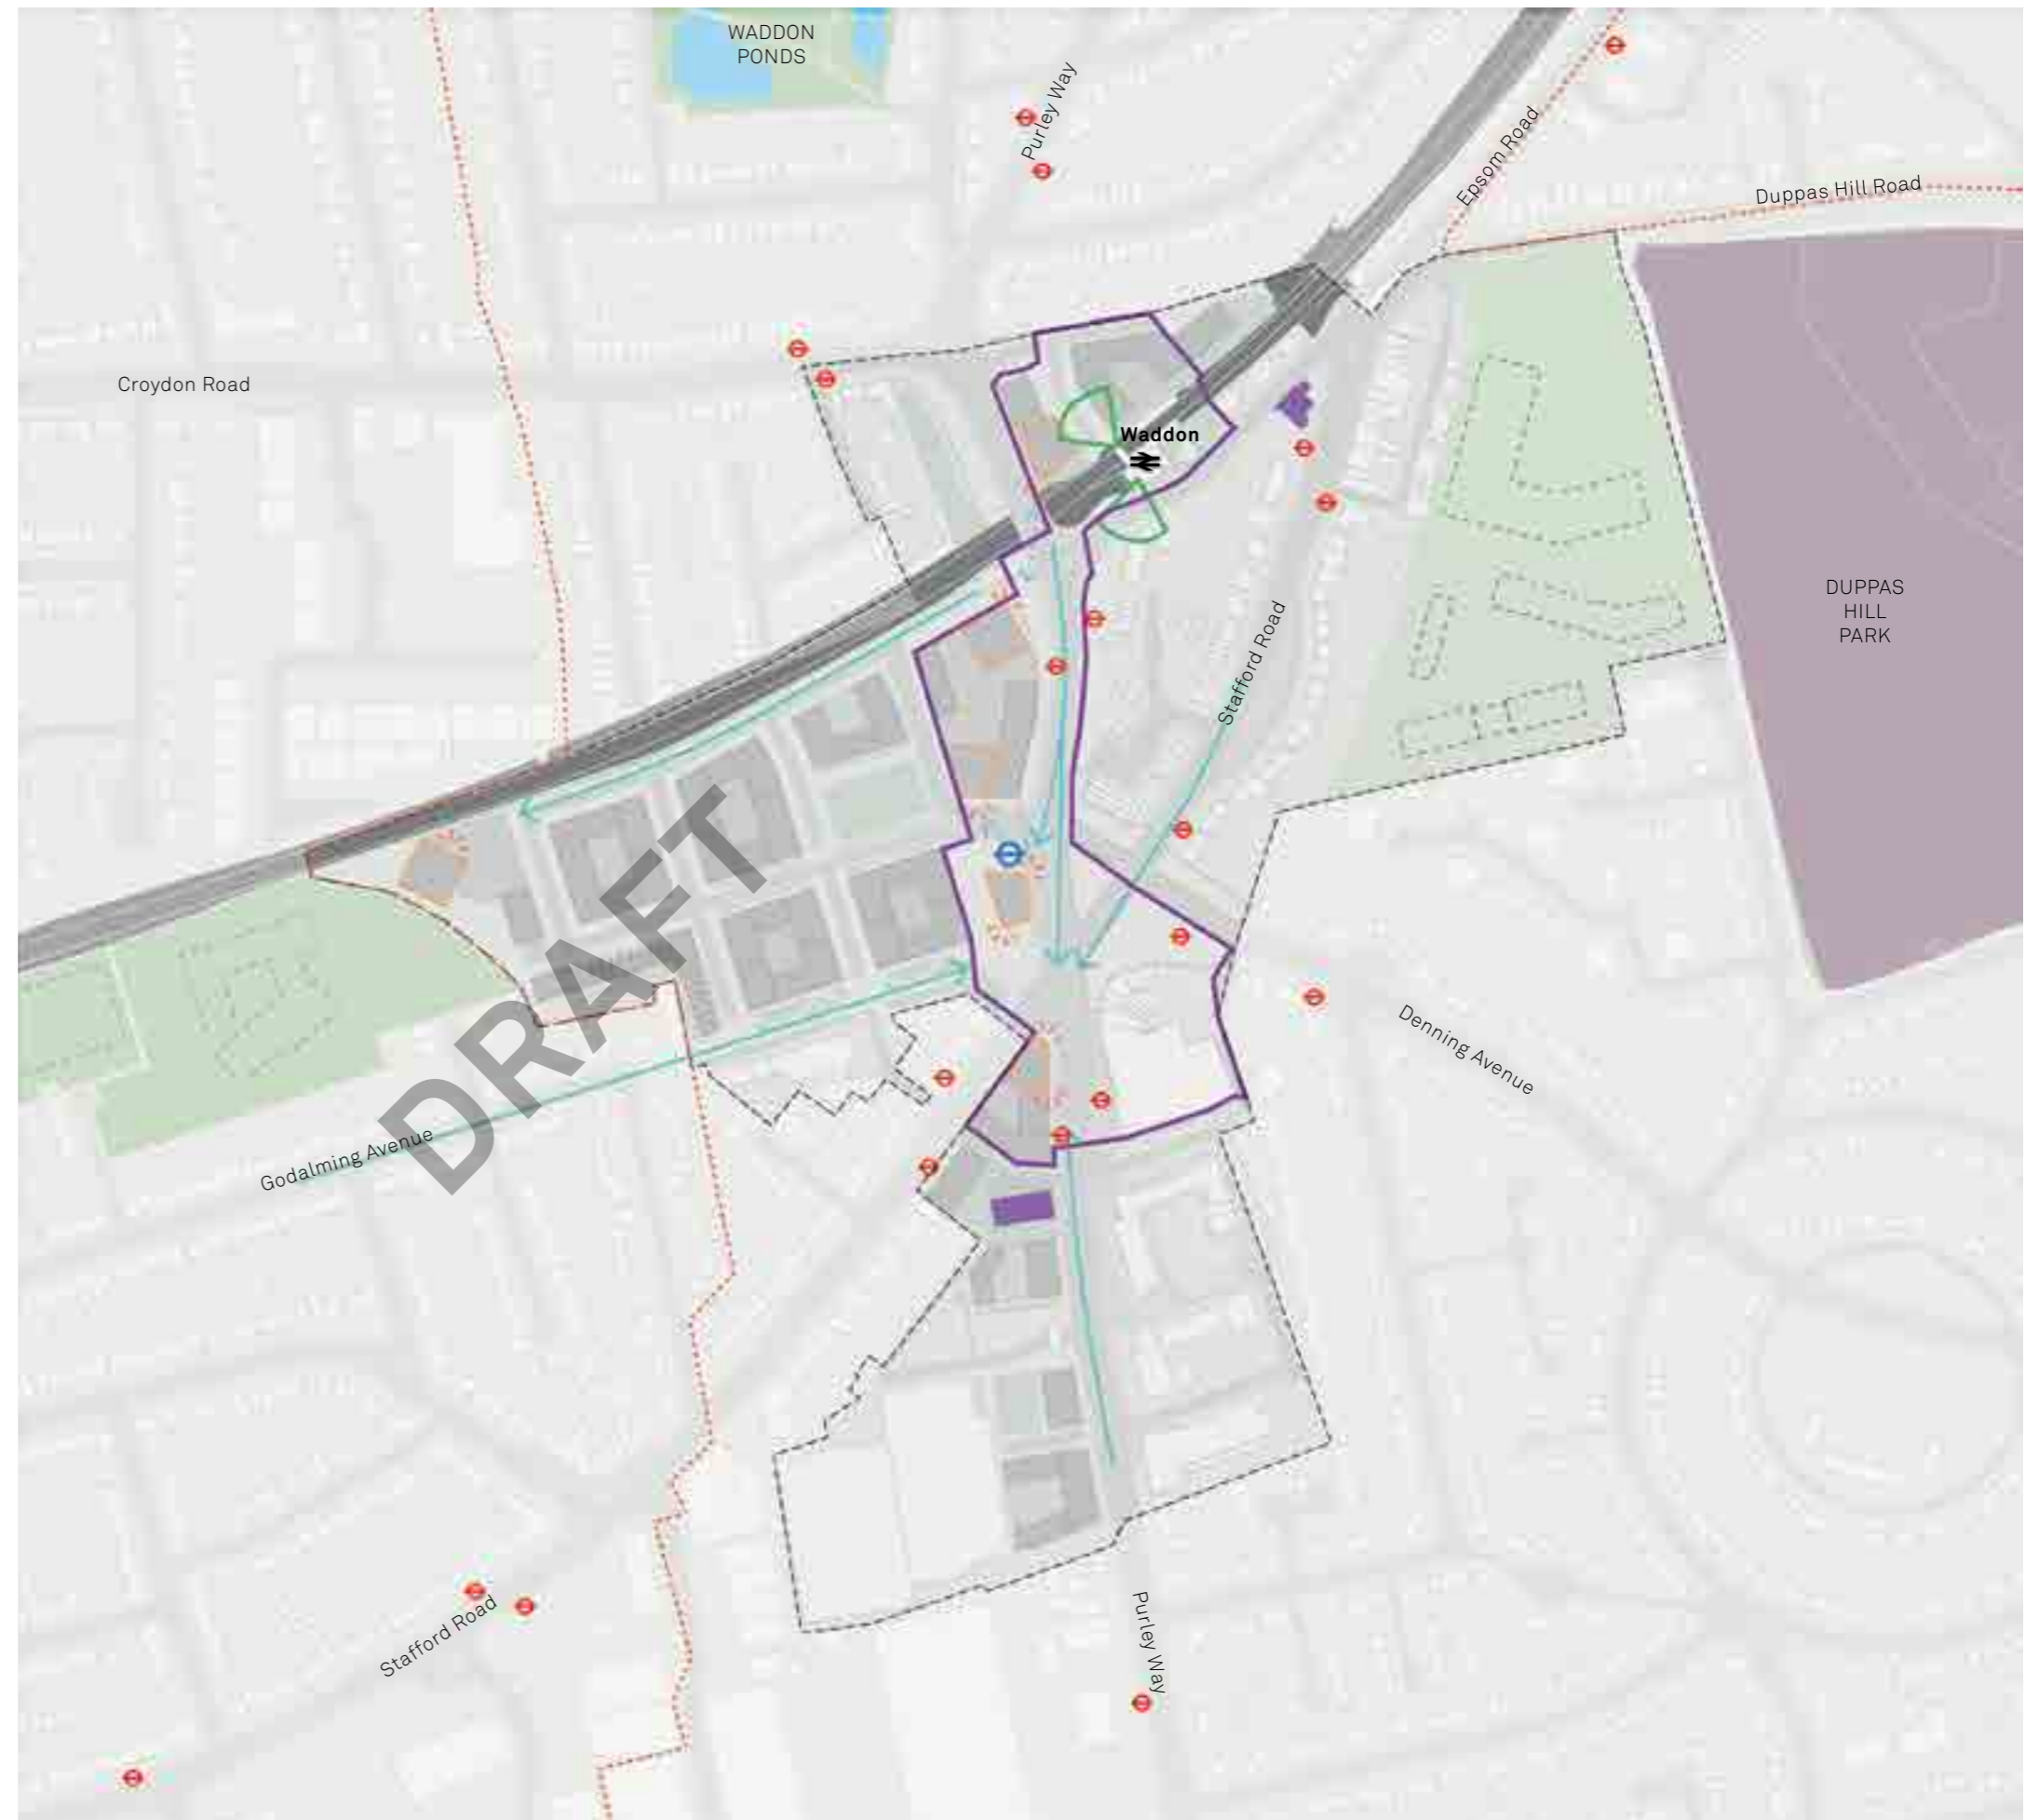 WADDON
PONDS
Purley Way
Epsom Road
Duppas Hill Road
Croydon Road
Waddon
DUPPAS
HILL
PARK
Stafford Road
DRAFT
Denning Avenue
Godalming Avenue
Purley Way
Stafford Road